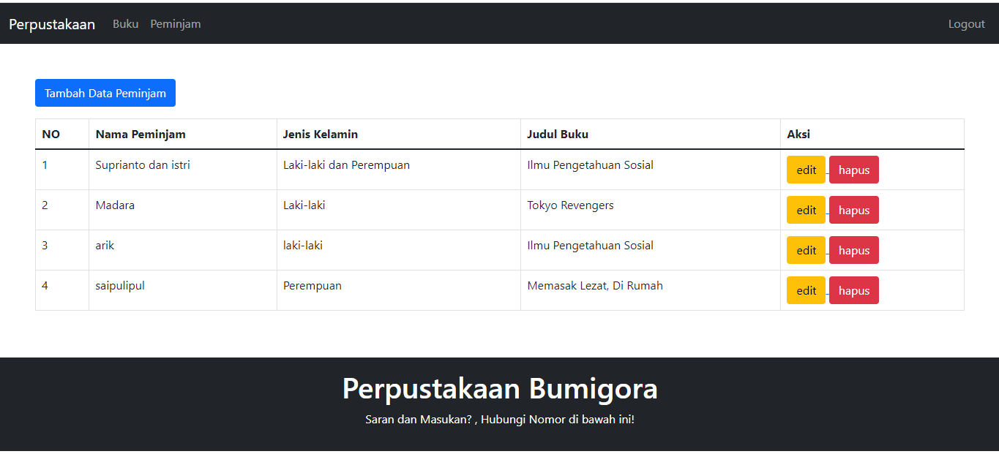 Perpustakaan Buku Peminjam Logout
Tambah Data Peminjam
NO Nama Peminjam Jenis Kelamin Judul Buku Aksi
1 Suprianto dan istri Laki-laki dan Perempuan Ilmu Pengetahuan Sosial edit hapus
2 Madara Laki-laki Tokyo Revengers edit hapus
3 arik laki-laki Ilmu Pengetahuan Sosial edit hapus
4 saipulipul Perempuan Memasak Lezat, Di Rumah edit hapus
Perpustakaan Bumigora
Saran dan Masukan? , Hubungi Nomor di bawah ini!